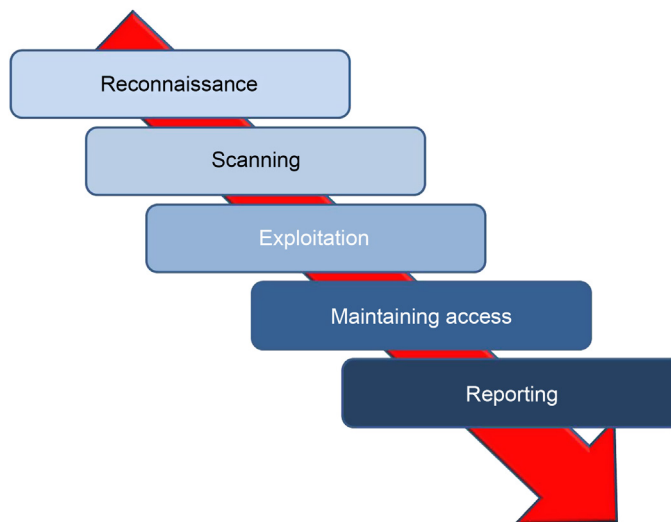 Reconnaissance
Scanning
Exploitation
Maintaining access
Reporting